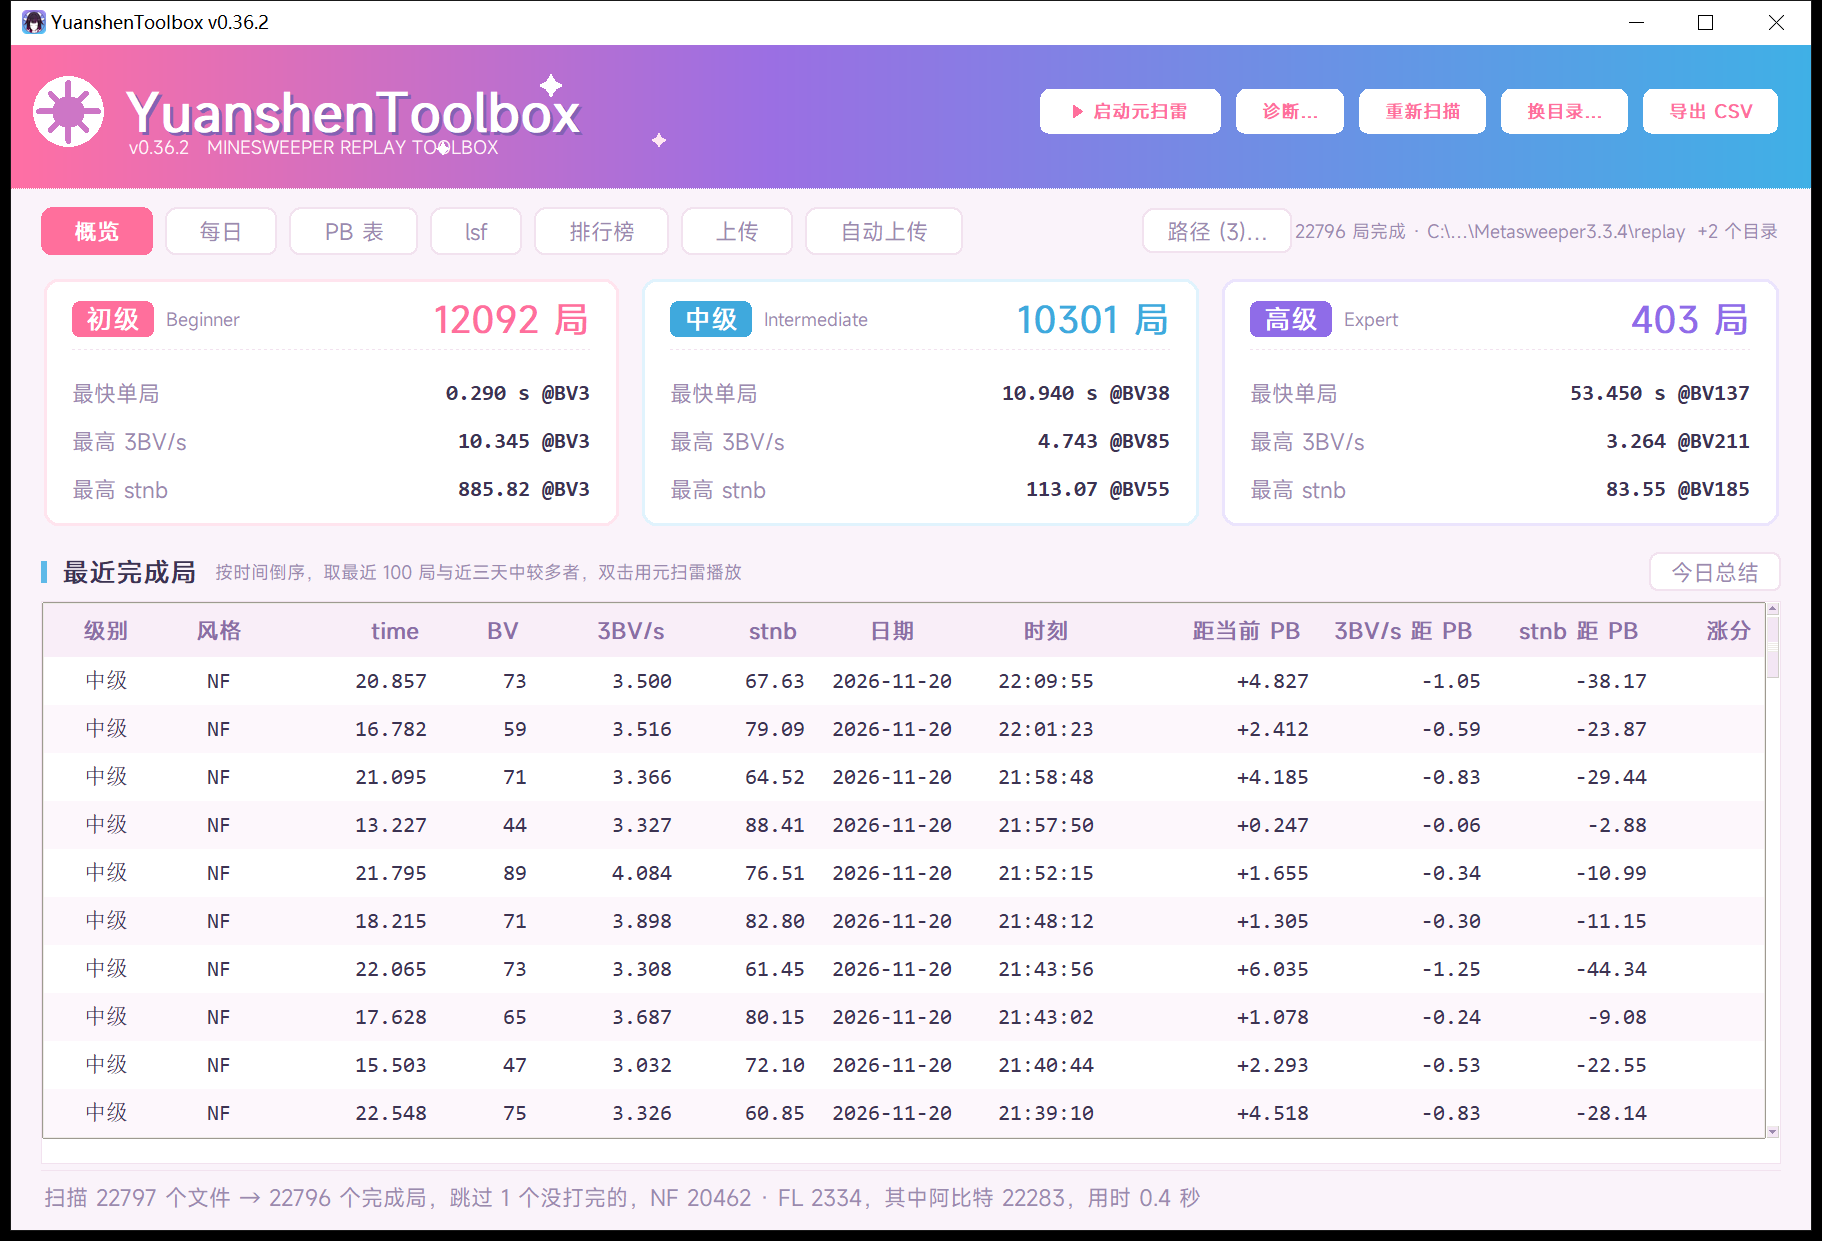 YuanshenToolbox v0.36.2
YuanshenToolbox
v0.36.2 MINESWEEPER REPLAY TOOLBOX
启动元扫雷 诊断... 重新扫描 换目录... 导出 CSV
概览 每日 PB 表 lsf 排行榜 上传 自动上传 路径 (3)... 22796 局完成 · C:\...\Metasweeper3.3.4\replay +2 个目录
初级 Beginner 12092 局
最快单局 0.290 s @BV3
最高 3BV/s 10.345 @BV3
最高 stnb 885.82 @BV3
中级 Intermediate 10301 局
最快单局 10.940 s @BV38
最高 3BV/s 4.743 @BV85
最高 stnb 113.07 @BV55
高级 Expert 403 局
最快单局 53.450 s @BV137
最高 3BV/s 3.264 @BV211
最高 stnb 83.55 @BV185
最近完成局 按时间倒序，取最近 100 局与近三天中较多者，双击用元扫雷播放 今日总结
级别 风格 time BV 3BV/s stnb 日期 时刻 距当前 PB 3BV/s 距 PB stnb 距 PB 涨分
中级 NF 20.857 73 3.500 67.63 2026-11-20 22:09:55 +4.827 -1.05 -38.17
中级 NF 16.782 59 3.516 79.09 2026-11-20 22:01:23 +2.412 -0.59 -23.87
中级 NF 21.095 71 3.366 64.52 2026-11-20 21:58:48 +4.185 -0.83 -29.44
中级 NF 13.227 44 3.327 88.41 2026-11-20 21:57:50 +0.247 -0.06 -2.88
中级 NF 21.795 89 4.084 76.51 2026-11-20 21:52:15 +1.655 -0.34 -10.99
中级 NF 18.215 71 3.898 82.80 2026-11-20 21:48:12 +1.305 -0.30 -11.15
中级 NF 22.065 73 3.308 61.45 2026-11-20 21:43:56 +6.035 -1.25 -44.34
中级 NF 17.628 65 3.687 80.15 2026-11-20 21:43:02 +1.078 -0.24 -9.08
中级 NF 15.503 47 3.032 72.10 2026-11-20 21:40:44 +2.293 -0.53 -22.55
中级 NF 22.548 75 3.326 60.85 2026-11-20 21:39:10 +4.518 -0.83 -28.14
扫描 22797 个文件 → 22796 个完成局，跳过 1 个没打完的，NF 20462 · FL 2334，其中阿比特 22283，用时 0.4 秒